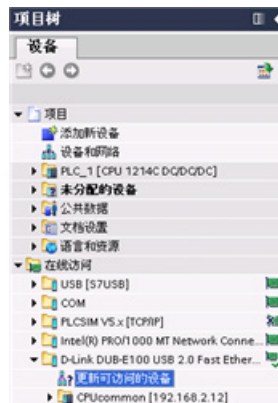 项目树
设备
项目
添加新设备
设备和网络
PLC_1 [CPU 1214C DC/DC/DC]
未分配的设备
公共数据
文档设置
语言和资源
在线访问
USB [S7USB]
COM
PLCSIM V5.x [TCP/IP]
Intel(R) PRO/1000 MT Network Conne...
D-Link DUB-E100 USB 2.0 Fast Ether...
更新可访问的设备
CPUcommon [192.168.2.12]